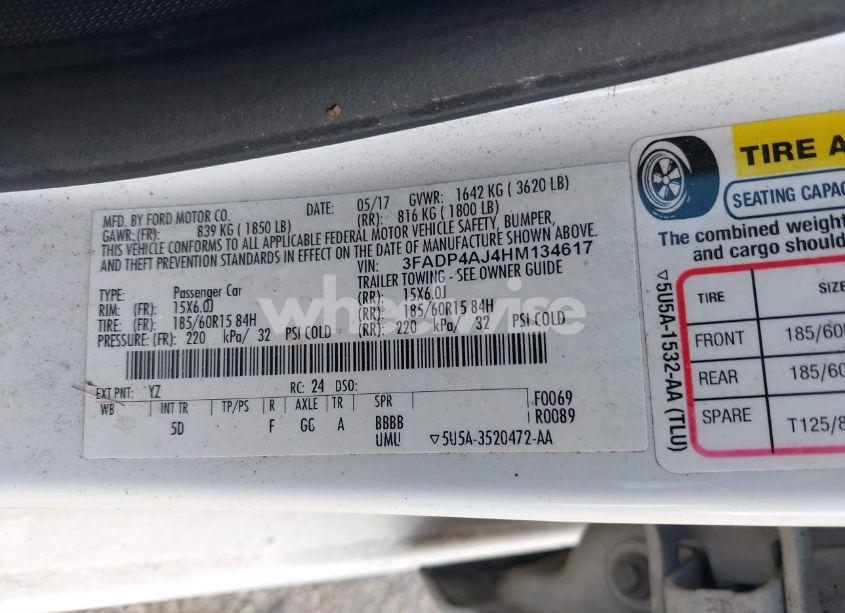 MFD. BY FORD MOTOR CO. DATE: 05/17 GVWR: 1642 KG ( 3620 LB)
GAWR: (FR): 839 KG ( 1850 LB) (RR): 816 KG ( 1800 LB)
THIS VEHICLE CONFORMS TO ALL APPLICABLE FEDERAL MOTOR VEHICLE SAFETY, BUMPER,
AND THEFT PREVENTION STANDARDS IN EFFECT ON THE DATE OF MANUFACTURE SHOWN ABOVE.
VIN: 3FADP4AJ4HM134617
TYPE: Passenger Car TRAILER TOWING - SEE OWNER GUIDE
RIM: (FR): 15X6.0J (RR): 15X6.0J
TIRE: (FR): 185/60R15 84H (RR): 185/60R15 84H
PRESSURE: (FR): 220 kPa/ 32 PSI COLD (RR): 220 kPa/ 32 PSI COLD
EXT PNT: YZ RC: 24 DSO:
WB INT TR TP/PS R AXLE TR SPR F0069
5D F GG A BBBB R0089
UMU ▽5U5A-3520472-AA
wheelwise
TIRE A
SEATING CAPAC
The combined weight
and cargo should
TIRE SIZE
FRONT 185/60
REAR 185/60
SPARE T125/8
▽5U5A-1532-AA (TLU)